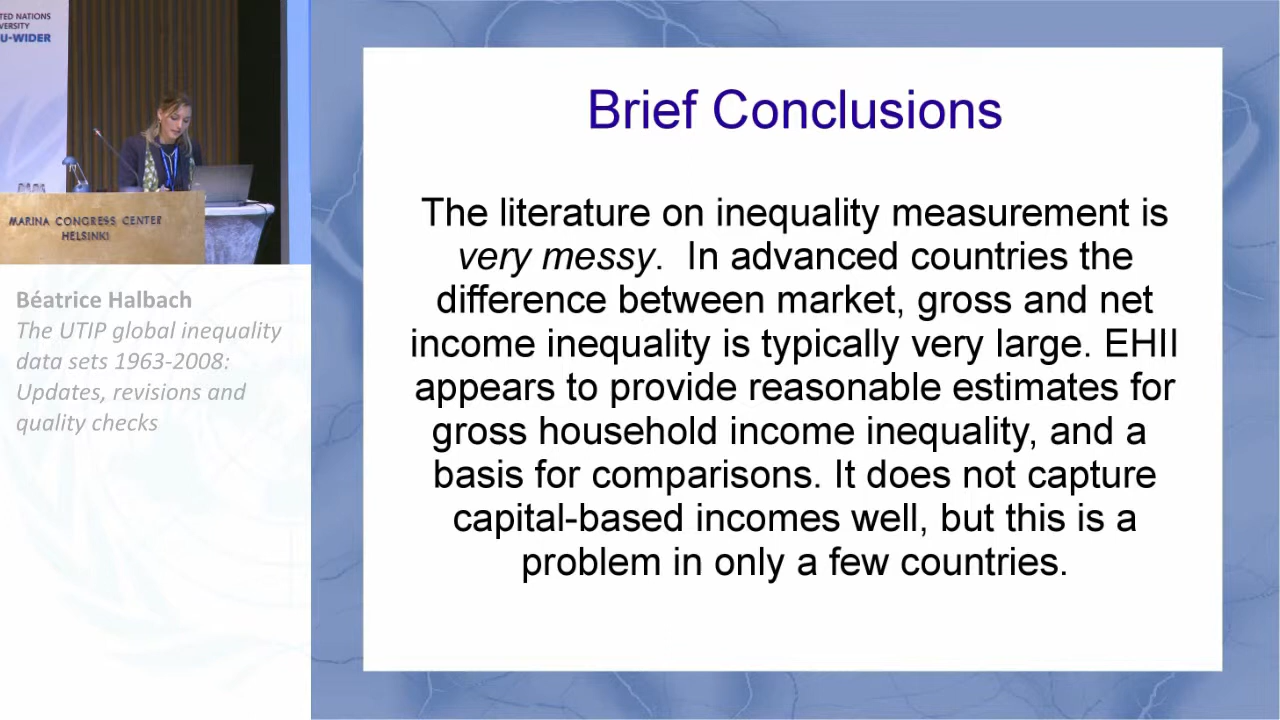 TED NATIONS
VERSITY
U-WIDER
MARINA CONGRESS CENTER
HELSINKI
Béatrice Halbach
The UTIP global inequality
data sets 1963-2008:
Updates, revisions and
quality checks
Brief Conclusions
The literature on inequality measurement is
very messy. In advanced countries the
difference between market, gross and net
income inequality is typically very large. EHII
appears to provide reasonable estimates for
gross household income inequality, and a
basis for comparisons. It does not capture
capital-based incomes well, but this is a
problem in only a few countries.